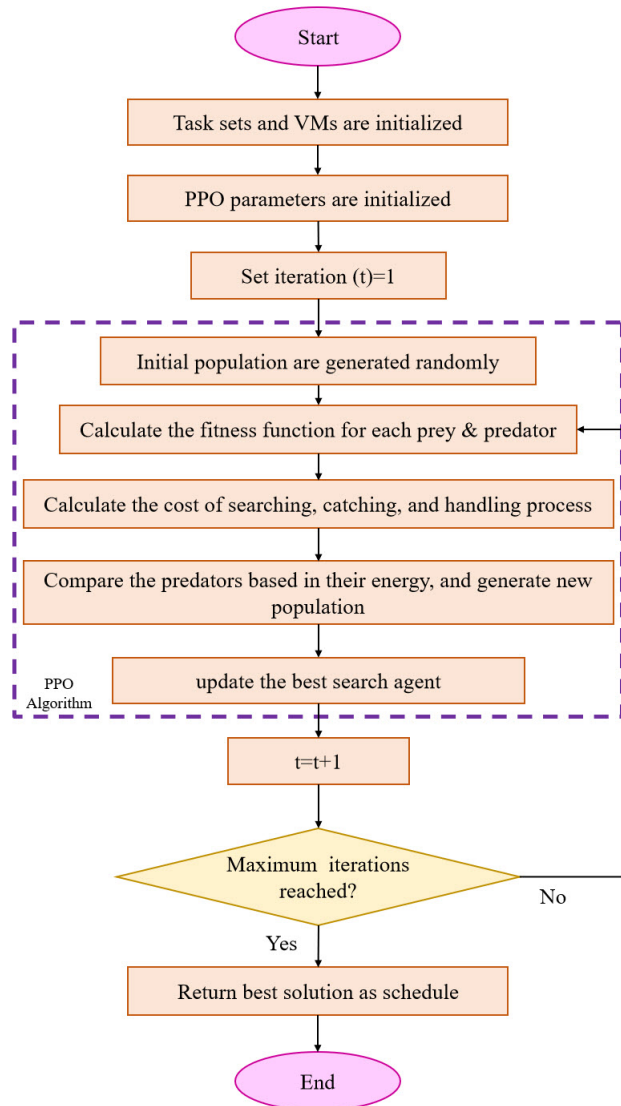 Start
Task sets and VMs are initialized
PPO parameters are initialized
Set iteration (t)=1
Initial population are generated randomly
Calculate the fitness function for each prey & predator
Calculate the cost of searching, catching, and handling process
Compare the predators based in their energy, and generate new
population
update the best search agent
PPO
Algorithm
t=t+1
Maximum iterations
reached?
No
Yes
Return best solution as schedule
End